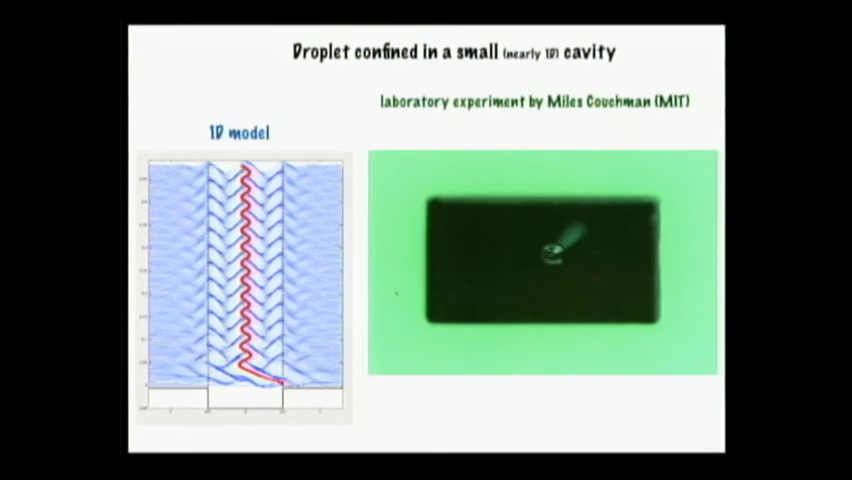 Droplet confined in a small (nearly 1D) cavity
laboratory experiment by Miles Couchman (MIT)
1D model